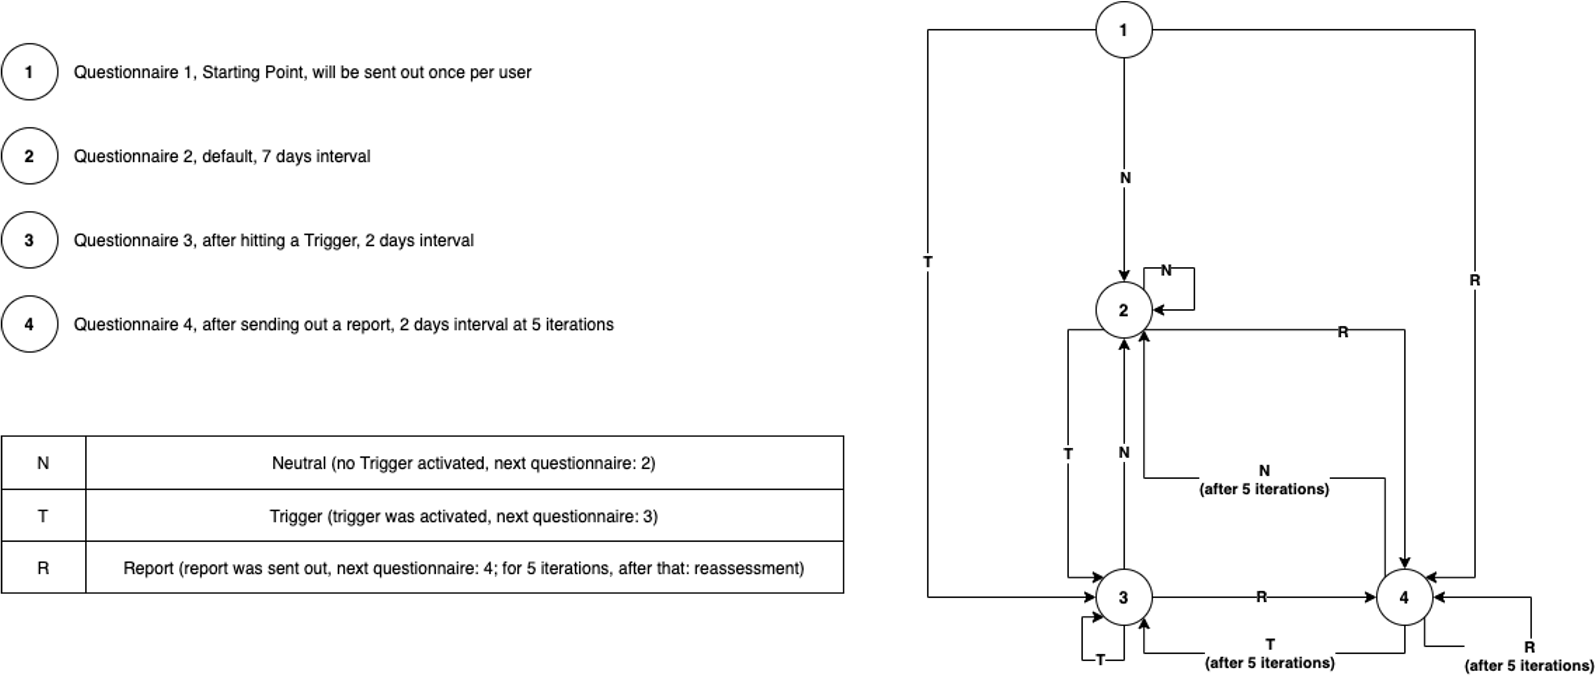 1 Questionnaire 1, Starting Point, will be sent out once per user
2 Questionnaire 2, default, 7 days interval
3 Questionnaire 3, after hitting a Trigger, 2 days interval
4 Questionnaire 4, after sending out a report, 2 days interval at 5 iterations
N Neutral (no Trigger activated, next questionnaire: 2)
T Trigger (trigger was activated, next questionnaire: 3)
R Report (report was sent out, next questionnaire: 4; for 5 iterations, after that: reassessment)
1
N
T
R
N
2
R
T
N
N
(after 5 iterations)
3
R
4
T
T
(after 5 iterations)
R
(after 5 iterations)